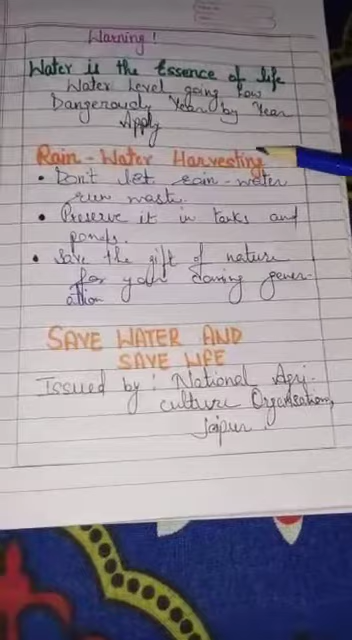 Warning!
Water is the Essence of life
Water Level going low
Dangerously Year by Year
Apply
Rain-Water Harvesting
• Don't let rain-water
run waste.
• Preserve it in tanks and
ponds.
• Save the gift of nature
for your coming gener-
ation
SAVE WATER AND
SAVE LIFE
Issued by: National Agri-
culture Organisation,
Jaipur